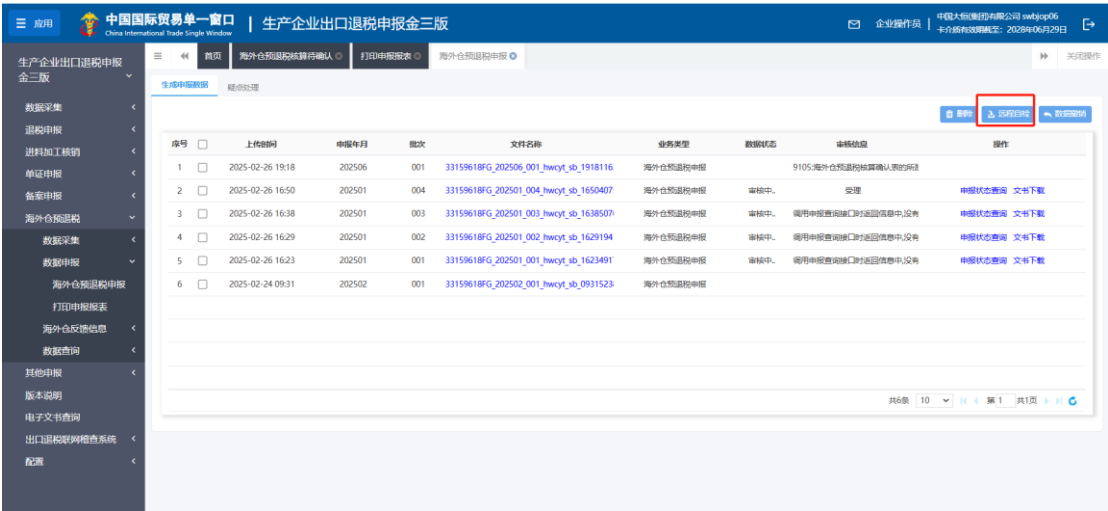 应用
中国国际贸易单一窗口 | 生产企业出口退税申报金三版
China International Trade Single Window
企业操作员
中国大恒(集团)有限公司 swbjop06
卡介质有效期截至：2028年06月29日
生产企业出口退税申报金三版
数据采集
退税申报
进料加工核销
单证申报
备案申报
海外仓预退税
数据采集
数据申报
海外仓预退税申报
打印申报报表
海外仓反馈信息
数据查询
其他申报
版本说明
电子文书查询
出口退税联网稽查系统
配置
首页 海外仓预退税核算待确认 打印申报报表 海外仓预退税申报 关闭操作
生成申报数据 疑点处理
删除 远程自检 数据撤销
序号 上传时间 申报年月 批次 文件名称 业务类型 数据状态 审核信息 操作
1 2025-02-26 19:18 202506 001 33159618FG_202506_001_hwcyt_sb_1918116 海外仓预退税申报 9105:海外仓预退税核算确认表的所
2 2025-02-26 16:50 202501 004 33159618FG_202501_004_hwcyt_sb_1650407 海外仓预退税申报 审核中.. 受理 申报状态查询 文书下载
3 2025-02-26 16:38 202501 003 33159618FG_202501_003_hwcyt_sb_1638507 海外仓预退税申报 审核中.. 调用申报查询接口时返回信息中,没有 申报状态查询 文书下载
4 2025-02-26 16:29 202501 002 33159618FG_202501_002_hwcyt_sb_1629194 海外仓预退税申报 审核中.. 调用申报查询接口时返回信息中,没有 申报状态查询 文书下载
5 2025-02-26 16:23 202501 001 33159618FG_202501_001_hwcyt_sb_1623491 海外仓预退税申报 审核中.. 调用申报查询接口时返回信息中,没有 申报状态查询 文书下载
6 2025-02-24 09:31 202502 001 33159618FG_202502_001_hwcyt_sb_0931523 海外仓预退税申报
共6条 10 第 1 共1页